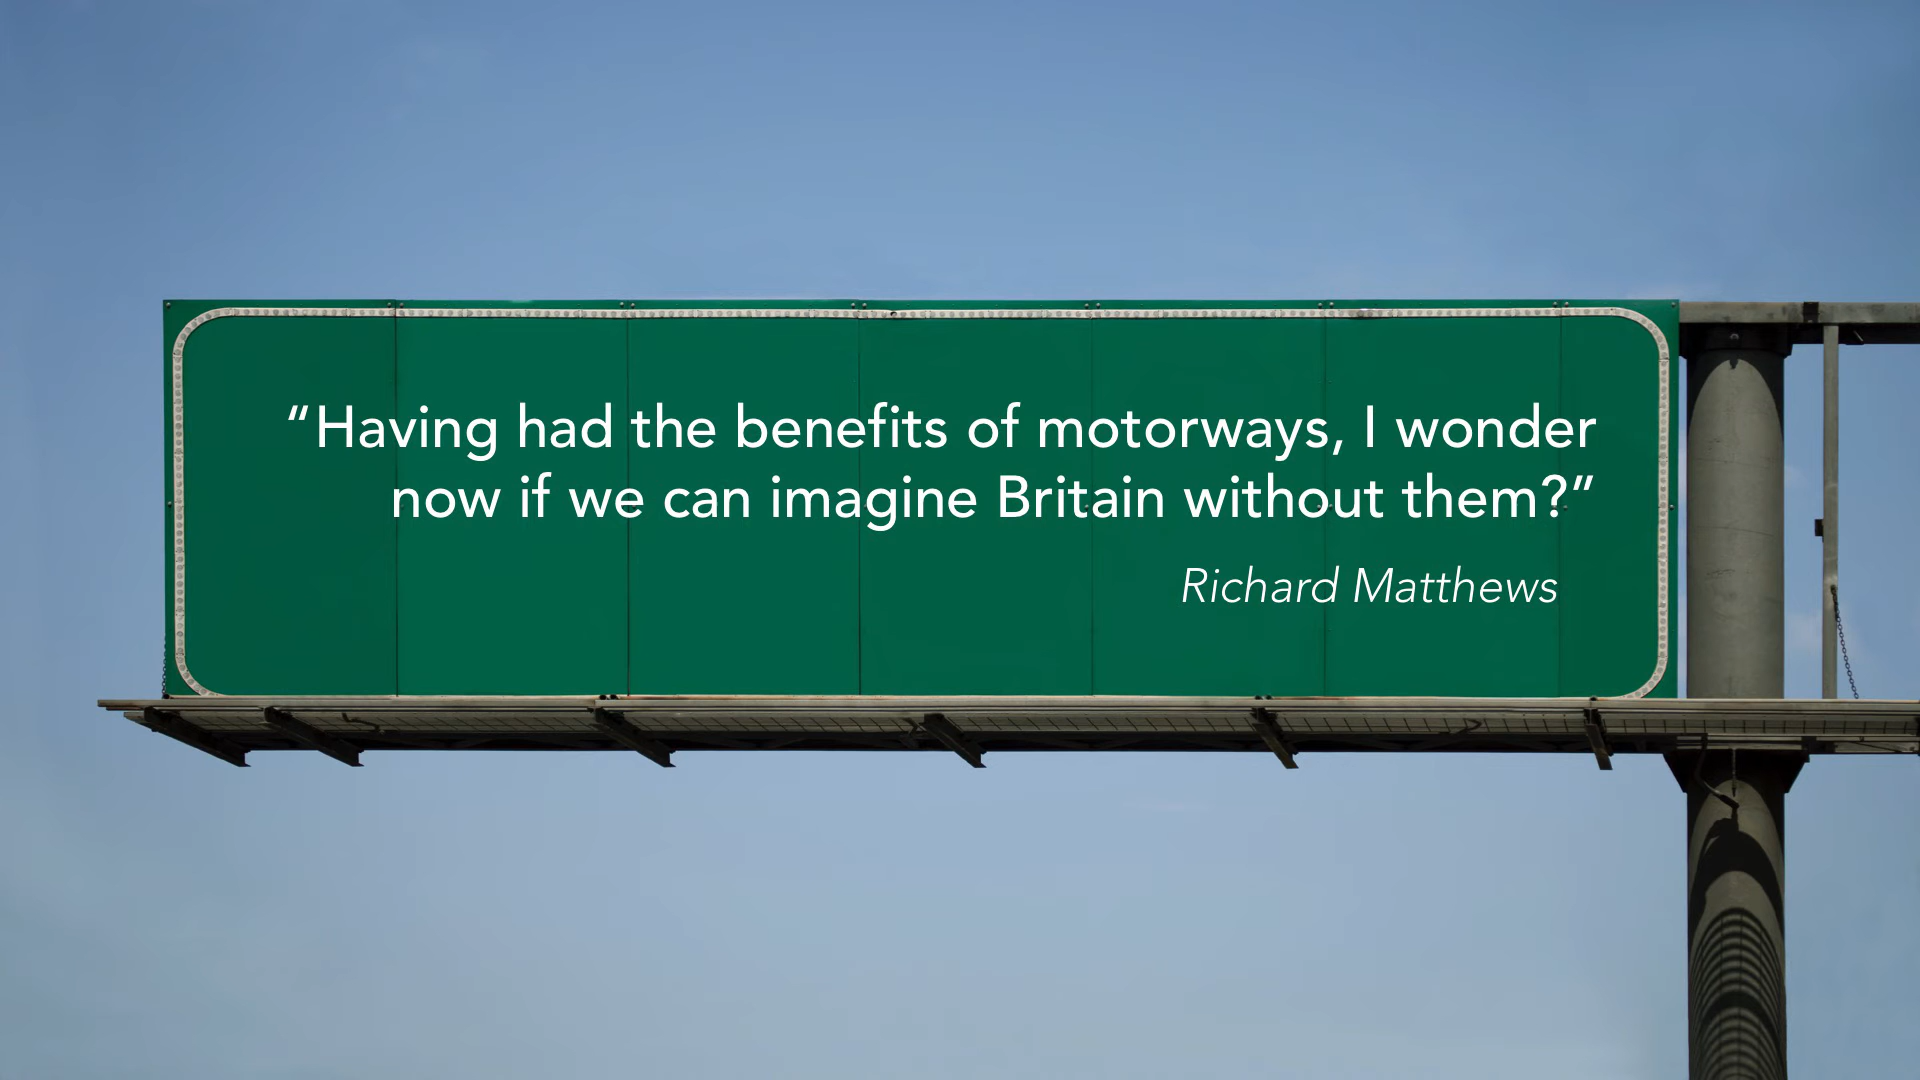 “Having had the benefits of motorways, I wonder
now if we can imagine Britain without them?”
Richard Matthews